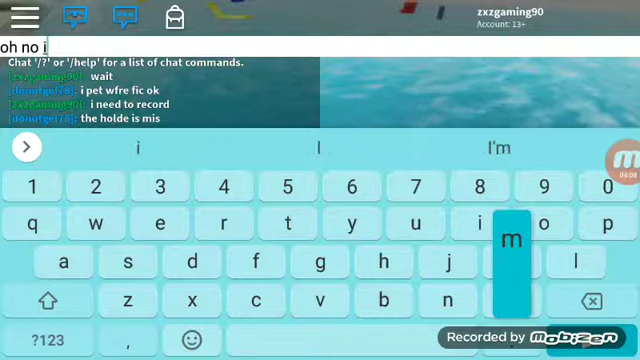 zxzgaming90
Account: 13+
oh no i
Chat '/?' or '/help' for a list of chat commands.
[zxzgaming90]: wait
[donutgel78]: i pet wfre fic ok
[zxzgaming90]: i need to record
[donutgel78]: the holde is mis
i I I'm
04:08
1 2 3 4 5 6 7 8 9 0
q w e r t y u i o p
m
a s d f g h j l
z x c v b n
?123 ,
Recorded by mobizen